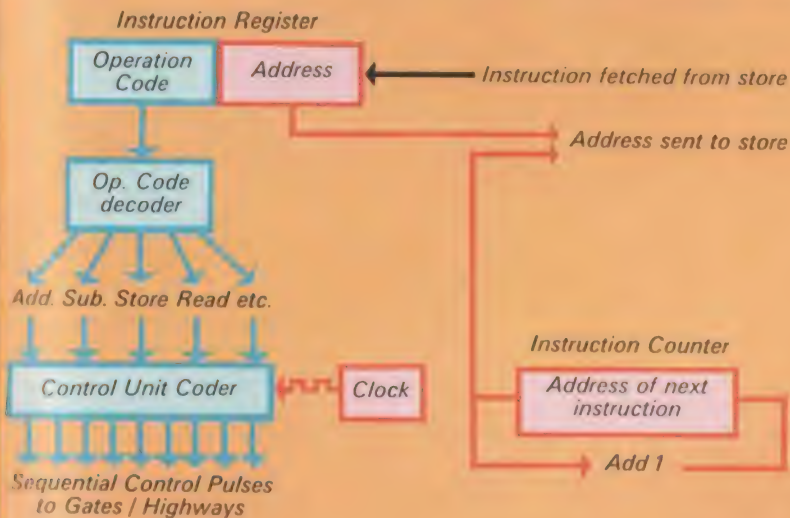 Instruction Register
Operation
Code
Address
Instruction fetched from store
Address sent to store
Op. Code
decoder
Add. Sub. Store Read etc.
Instruction Counter
Control Unit Coder
Clock
Address of next
instruction
Add 1
Sequential Control Pulses
to Gates / Highways